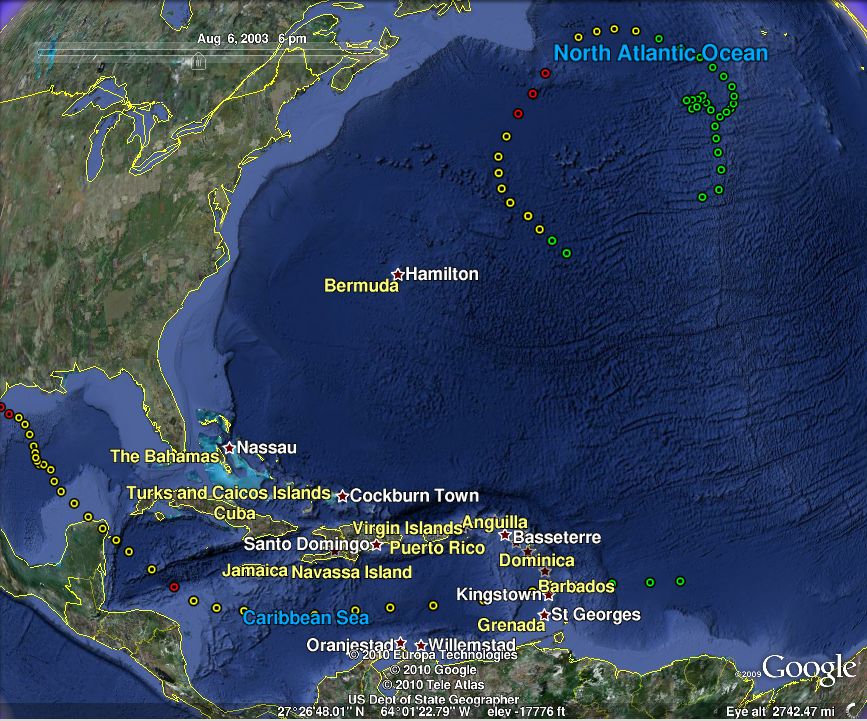 Aug 6, 2003 6 pm
North Atlantic Ocean
Hamilton
Bermuda
Nassau
The Bahamas
Turks and Caicos Islands
Cockburn Town
Cuba
Virgin Islands
Anguilla
Basseterre
Santo Domingo
Puerto Rico
Dominica
Jamaica
Navassa Island
Barbados
Kingstown
Caribbean Sea
St Georges
Grenada
Oranjestad
Willemstad
© 2010 Europa Technologies
© 2010 Google
© 2010 Tele Atlas
US Dept of State Geographer
©2009 Google
27°26'48.01" N 64°01'22.79" W elev -17776 ft Eye alt 2742.47 mi